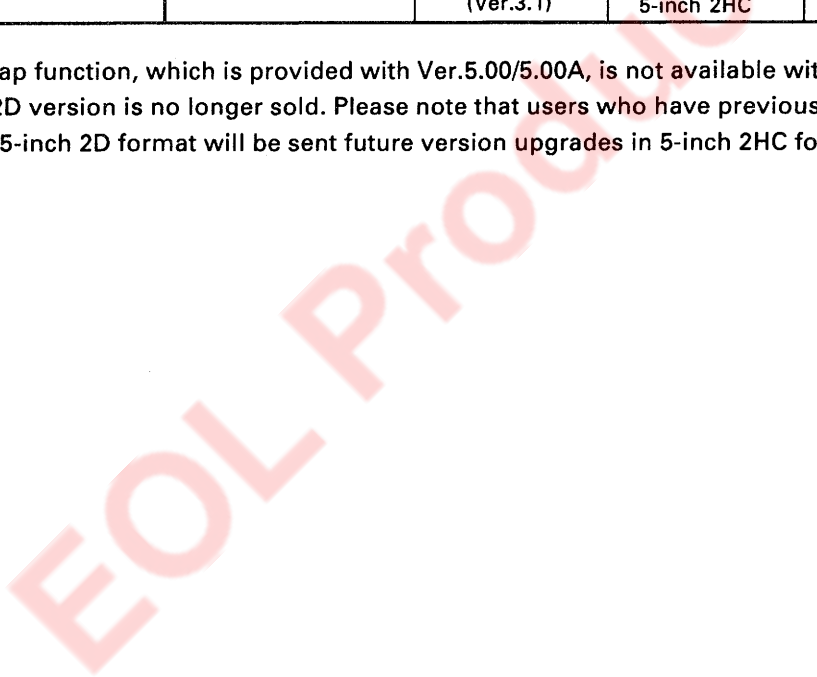 (Ver.3.1) 5-inch 2HC
ap function, which is provided with Ver.5.00/5.00A, is not available wit
2D version is no longer sold. Please note that users who have previous
5-inch 2D format will be sent future version upgrades in 5-inch 2HC fo
EOL Produc